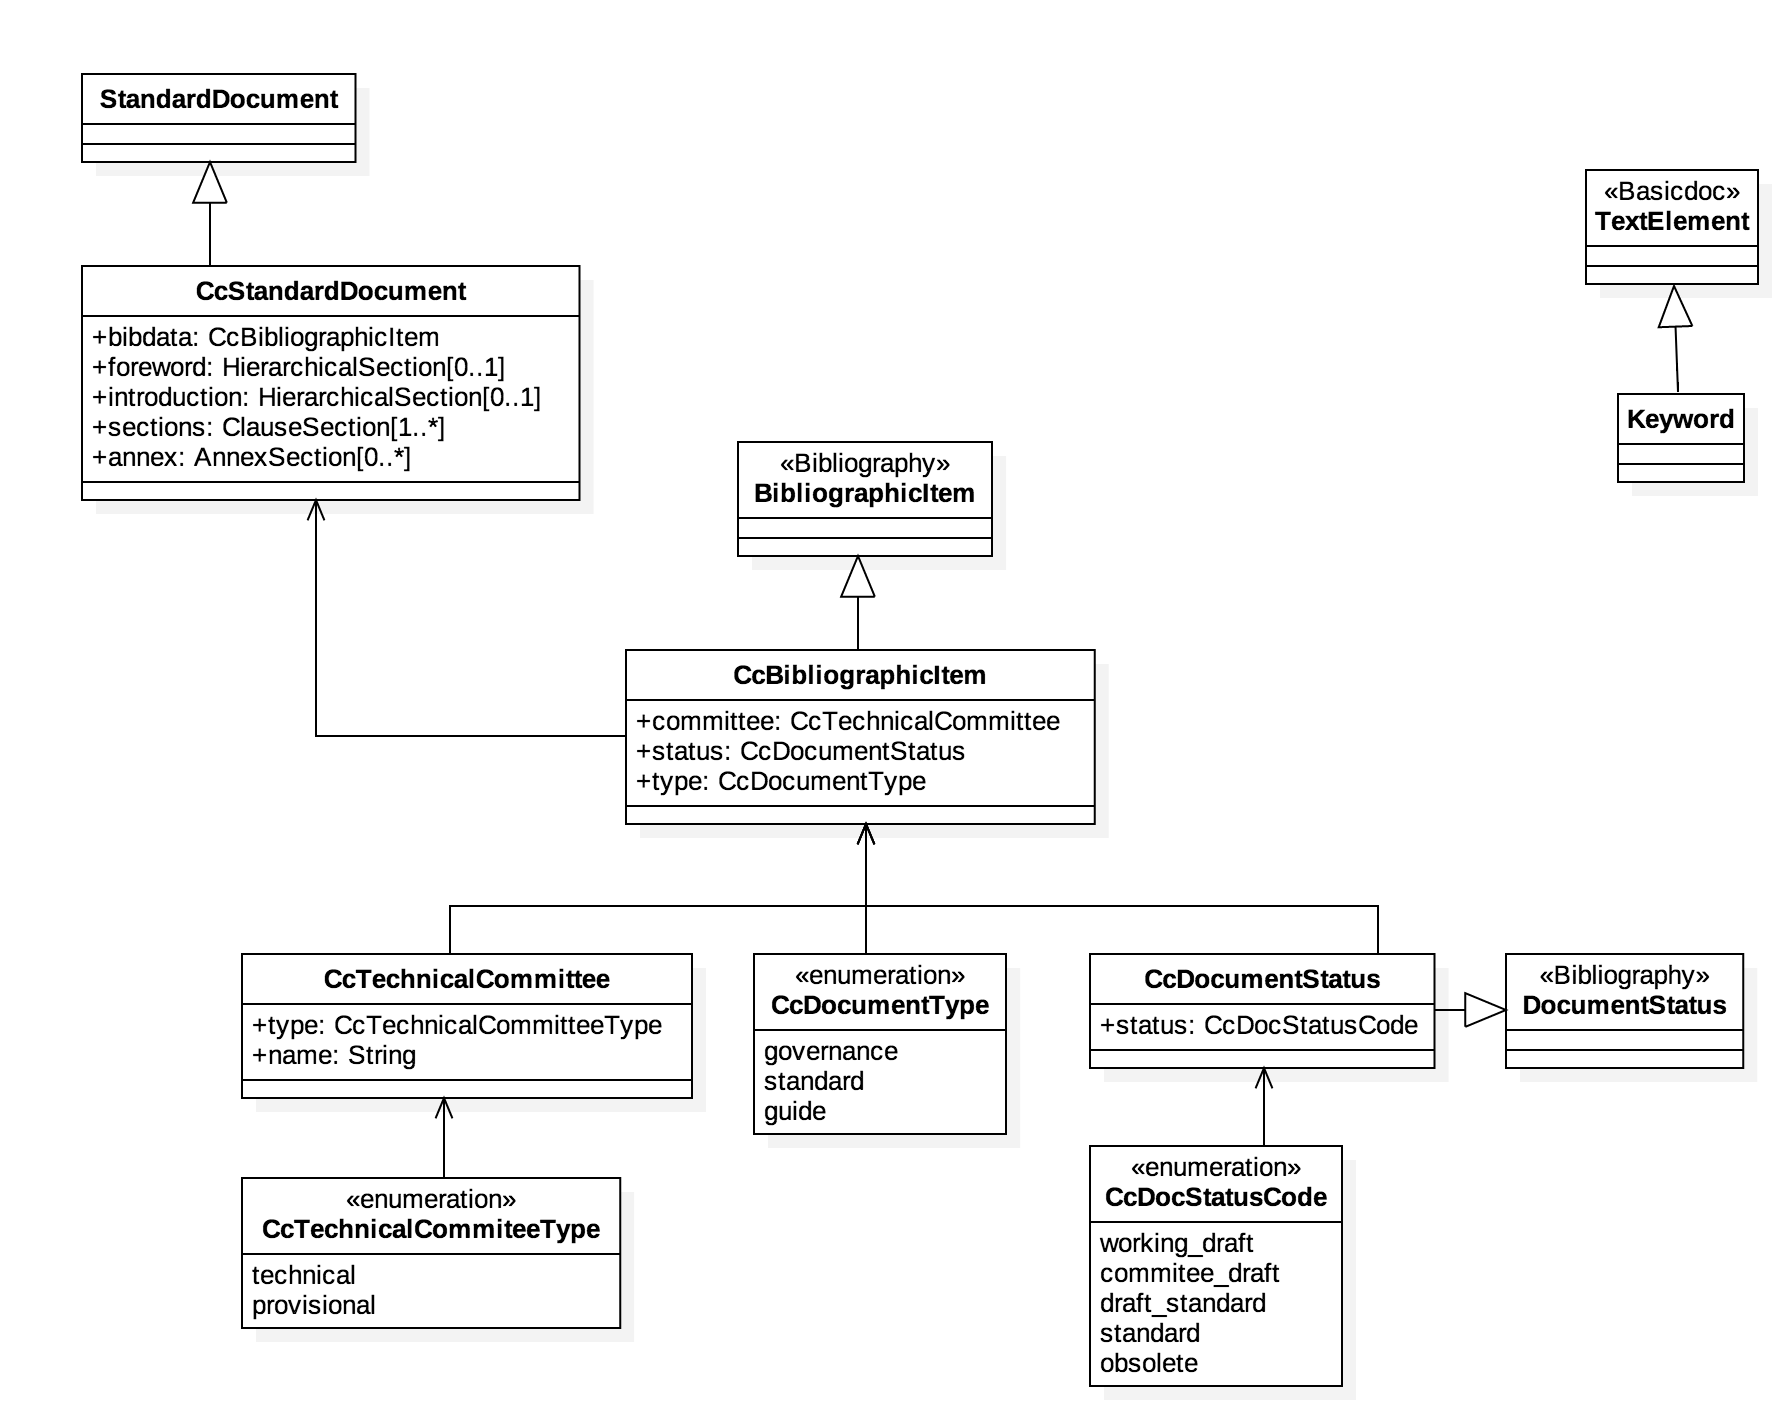 StandardDocument
«Basicdoc»
TextElement
CcStandardDocument
+bibdata: CcBibliographicItem
+foreword: HierarchicalSection[0..1]
+introduction: HierarchicalSection[0..1]
+sections: ClauseSection[1..*]
+annex: AnnexSection[0..*]
Keyword
«Bibliography»
BibliographicItem
CcBibliographicItem
+committee: CcTechnicalCommittee
+status: CcDocumentStatus
+type: CcDocumentType
CcTechnicalCommittee
+type: CcTechnicalCommitteeType
+name: String
«enumeration»
CcDocumentType
governance
standard
guide
CcDocumentStatus
+status: CcDocStatusCode
«Bibliography»
DocumentStatus
«enumeration»
CcTechnicalCommiteeType
technical
provisional
«enumeration»
CcDocStatusCode
working_draft
commitee_draft
draft_standard
standard
obsolete